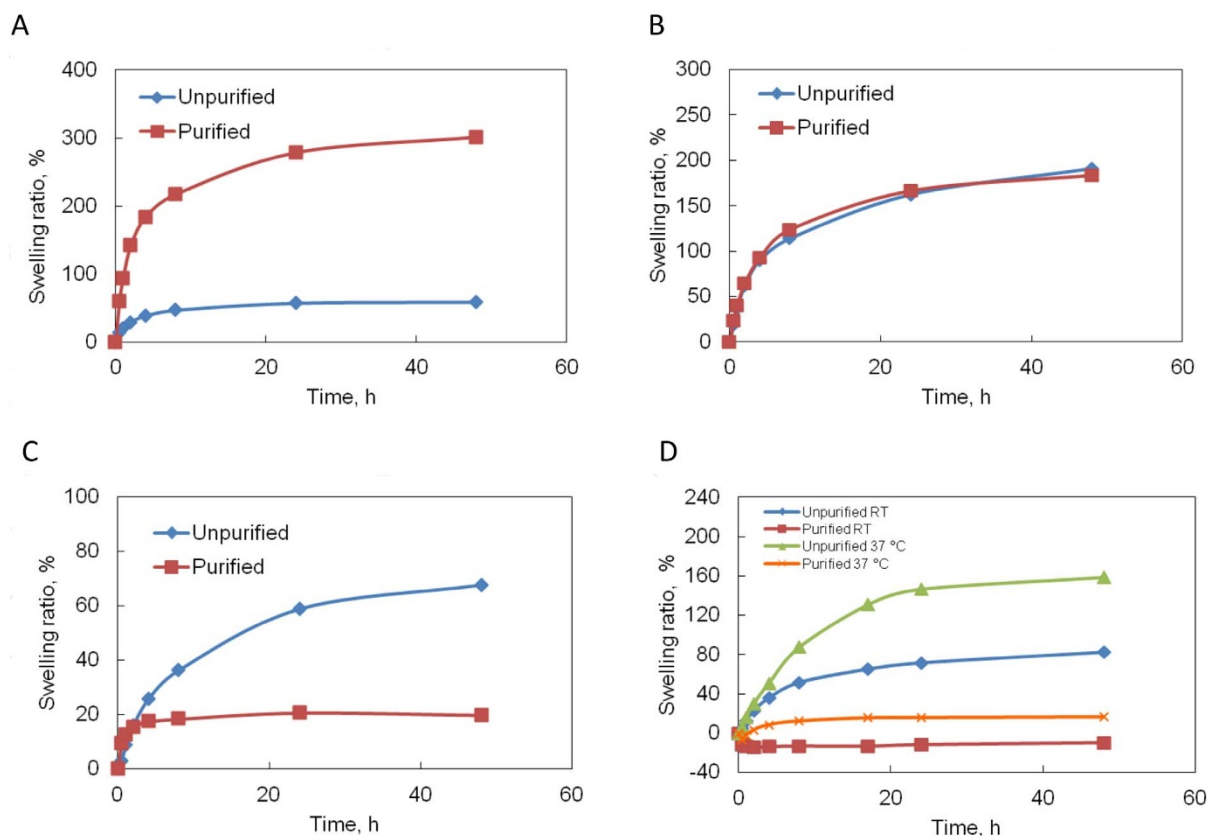 A
400
300
200
100
0
Swelling ratio, %
Unpurified
Purified
0 20 40 60
Time, h
B
300
250
200
150
100
50
0
Swelling ratio, %
Unpurified
Purified
0 20 40 60
Time, h
C
100
80
60
40
20
0
Swelling ratio, %
Unpurified
Purified
0 20 40 60
Time, h
D
240
200
160
120
80
40
0
-40
Swelling ratio, %
Unpurified RT
Purified RT
Unpurified 37 °C
Purified 37 °C
0 20 40 60
Time, h